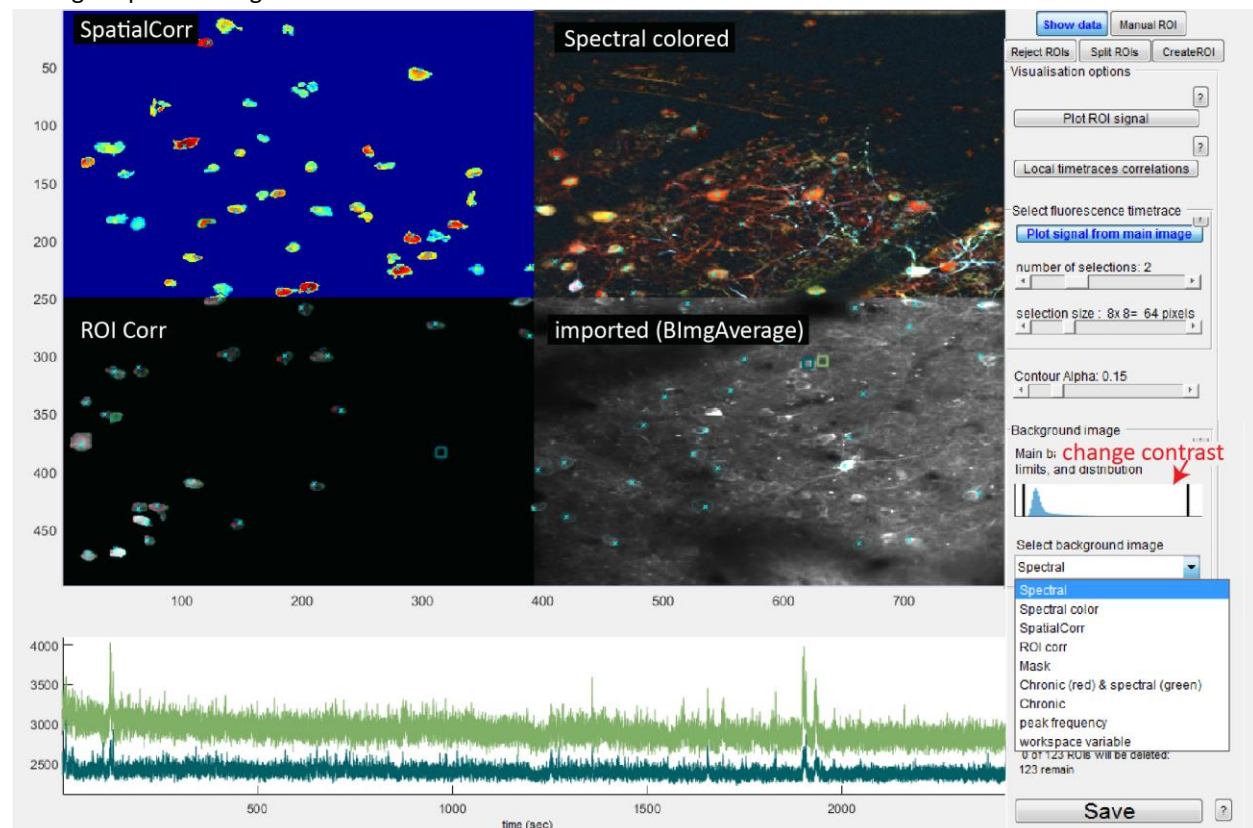 SpatialCorr
Spectral colored
ROI Corr
imported (BImgAverage)
50
100
150
200
250
300
350
400
450
100
200
300
400
500
600
700
4000
3500
3000
2500
500
1000
1500
2000
time (sec)
Show data
Manual ROI
Reject ROIs
Split ROIs
CreateROI
Visualisation options
?
Plot ROI signal
?
Local timetraces correlations
Select fluorescence timetrace
Plot signal from main image
number of selections: 2
selection size : 8x 8= 64 pixels
Contour Alpha: 0.15
Background image
Main
change contrast
limits, and distribution
Select background image
Spectral
Spectral
Spectral color
SpatialCorr
ROI corr
Mask
Chronic (red) & spectral (green)
Chronic
peak frequency
workspace variable
0 of 123 ROIs will be deleted:
123 remain
Save
?